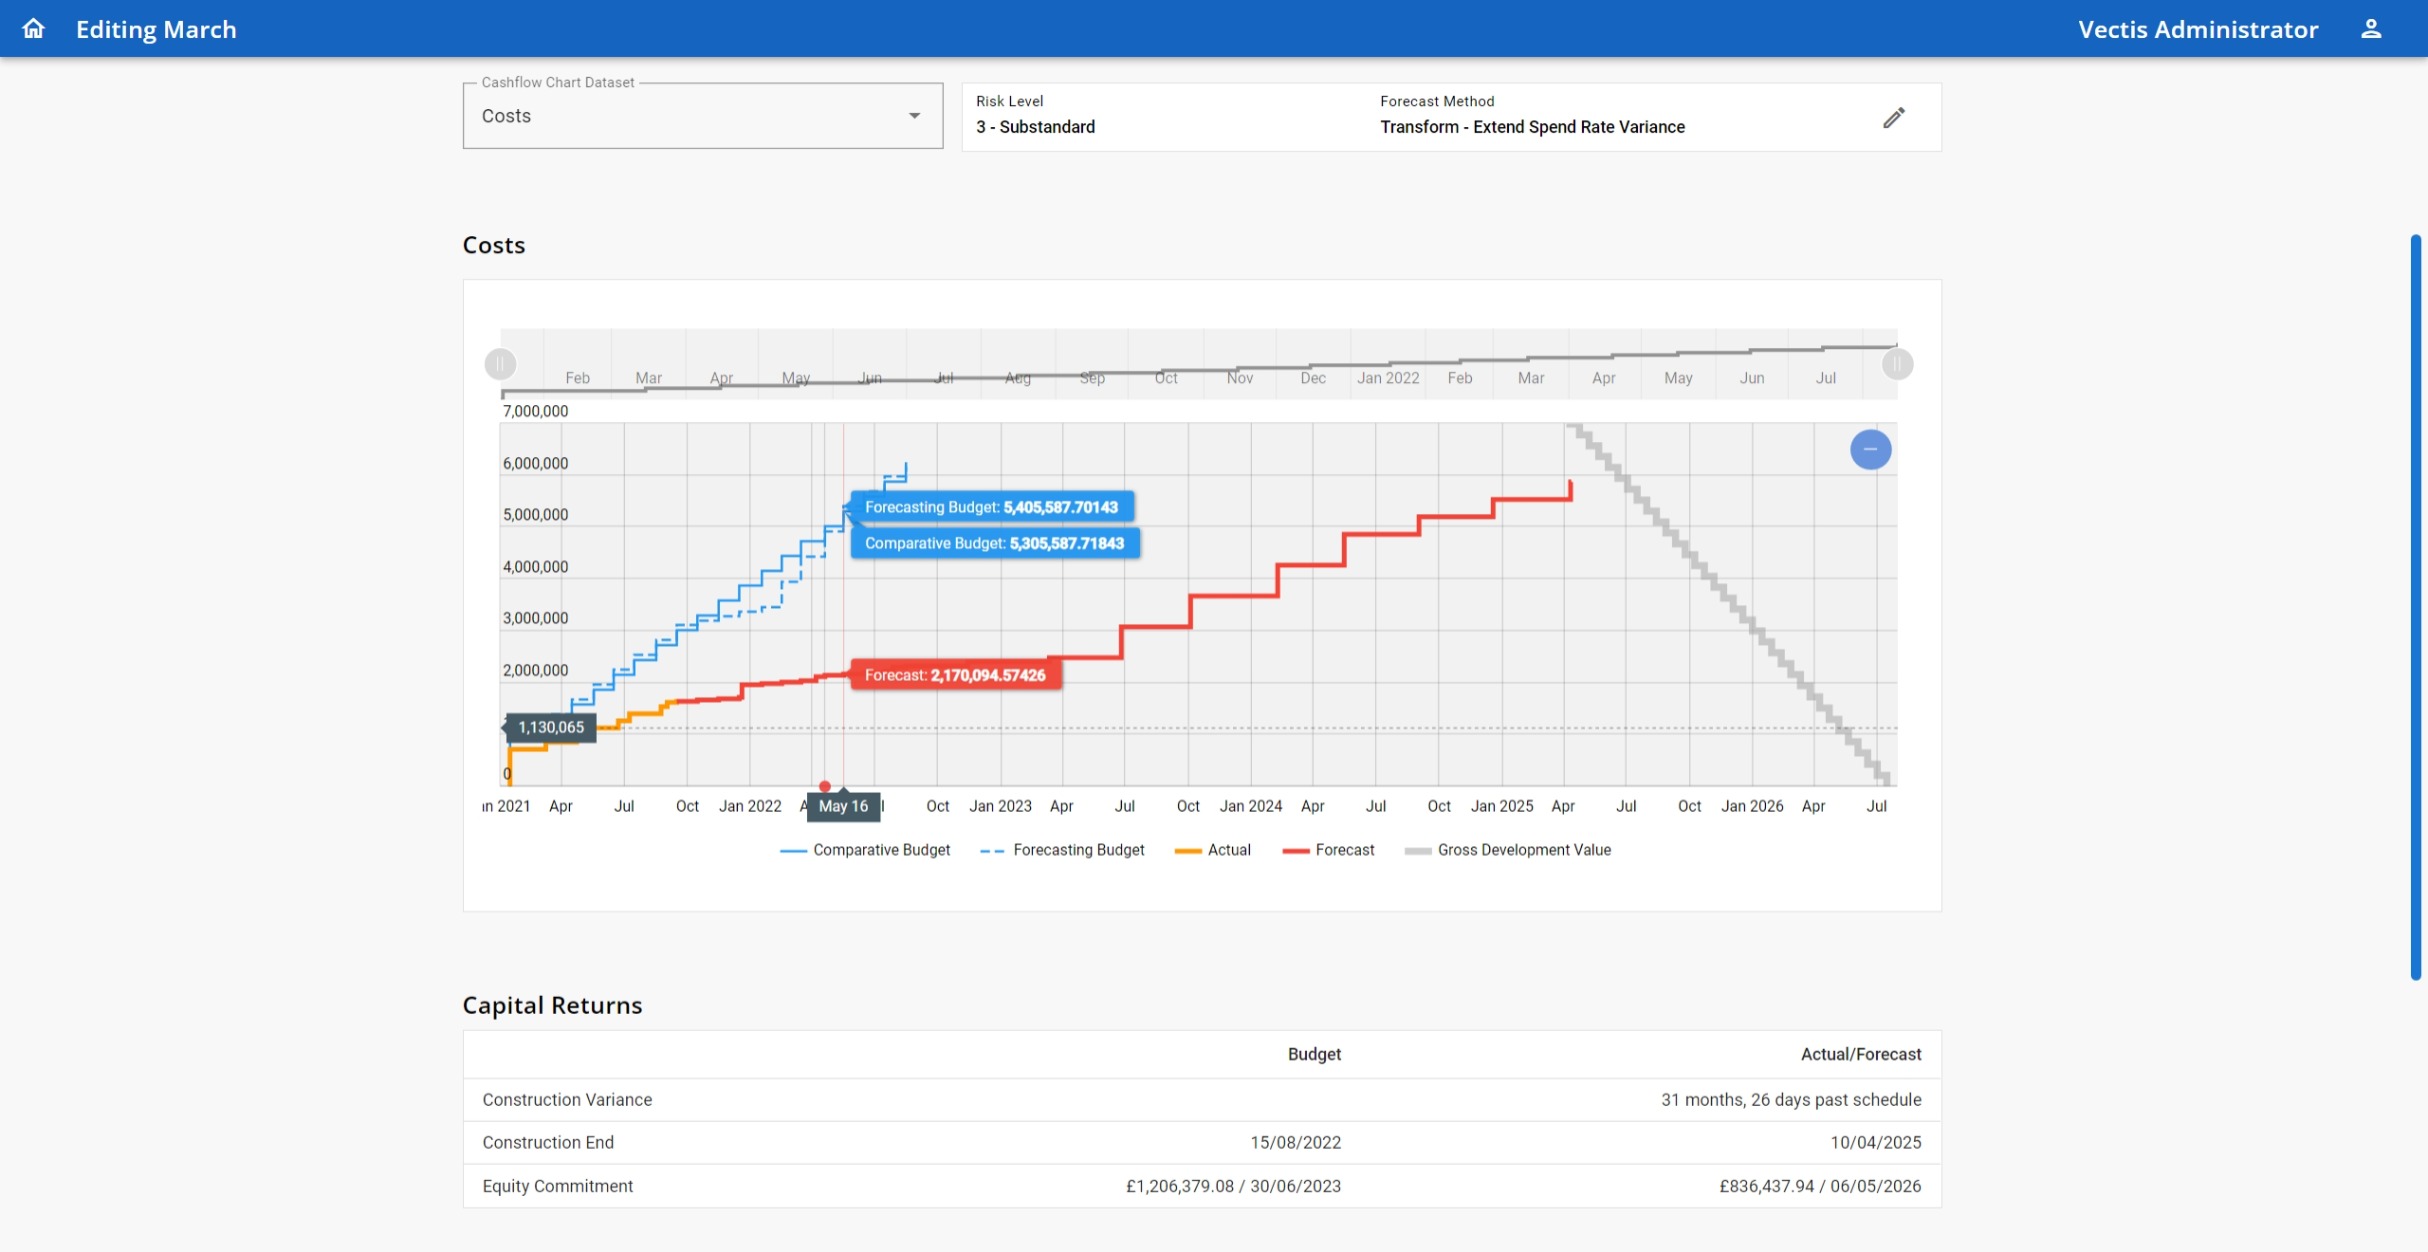 Editing March
Vectis Administrator
Cashflow Chart Dataset
Costs
Risk Level
3 - Substandard
Forecast Method
Transform - Extend Spend Rate Variance
Costs
Feb Mar Apr May Jun Jul Aug Sep Oct Nov Dec Jan 2022 Feb Mar Apr May Jun Jul
7,000,000
6,000,000
Forecasting Budget: 5,405,587.70143
5,000,000
Comparative Budget: 5,305,587.71843
4,000,000
3,000,000
2,000,000
Forecast: 2,170,094.57426
1,130,065
0
n 2021 Apr Jul Oct Jan 2022 May 16 Oct Jan 2023 Apr Jul Oct Jan 2024 Apr Jul Oct Jan 2025 Apr Jul Oct Jan 2026 Apr Jul
Comparative Budget Forecasting Budget Actual Forecast Gross Development Value
Capital Returns
Budget Actual/Forecast
Construction Variance 31 months, 26 days past schedule
Construction End 15/08/2022 10/04/2025
Equity Commitment £1,206,379.08 / 30/06/2023 £836,437.94 / 06/05/2026